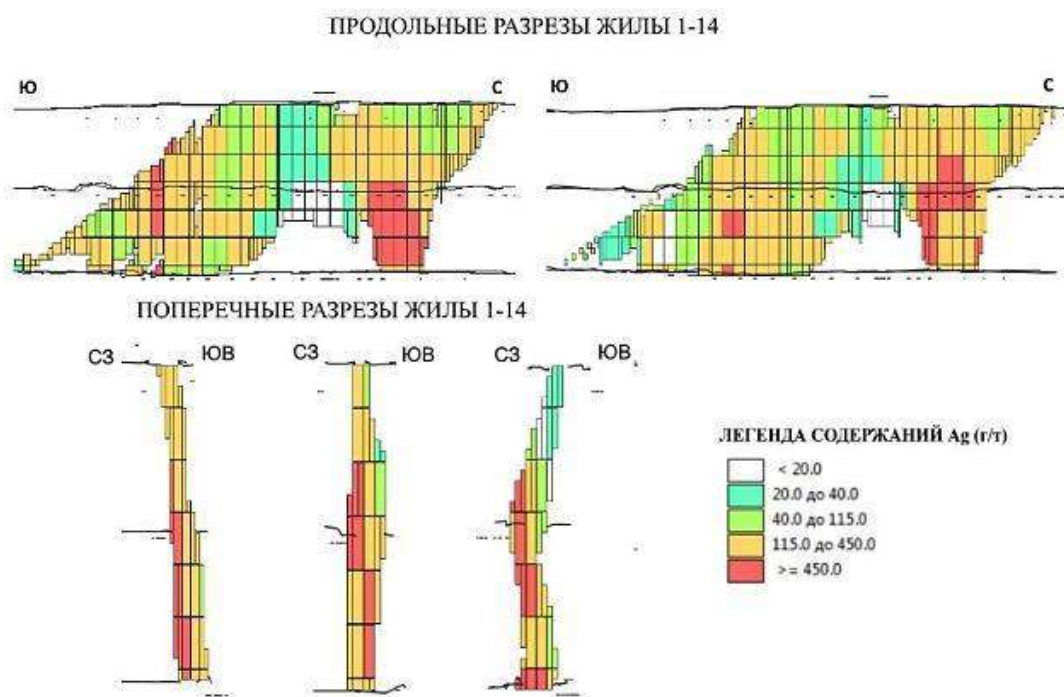 ПРОДОЛЬНЫЕ РАЗРЕЗЫ ЖИЛЫ 1-14
Ю С Ю С
ПОПЕРЕЧНЫЕ РАЗРЕЗЫ ЖИЛЫ 1-14
СЗ ЮВ СЗ ЮВ СЗ ЮВ
ЛЕГЕНДА СОДЕРЖАНИЙ Ag (г/т)
< 20.0
20.0 до 40.0
40.0 до 115.0
115.0 до 450.0
>= 450.0